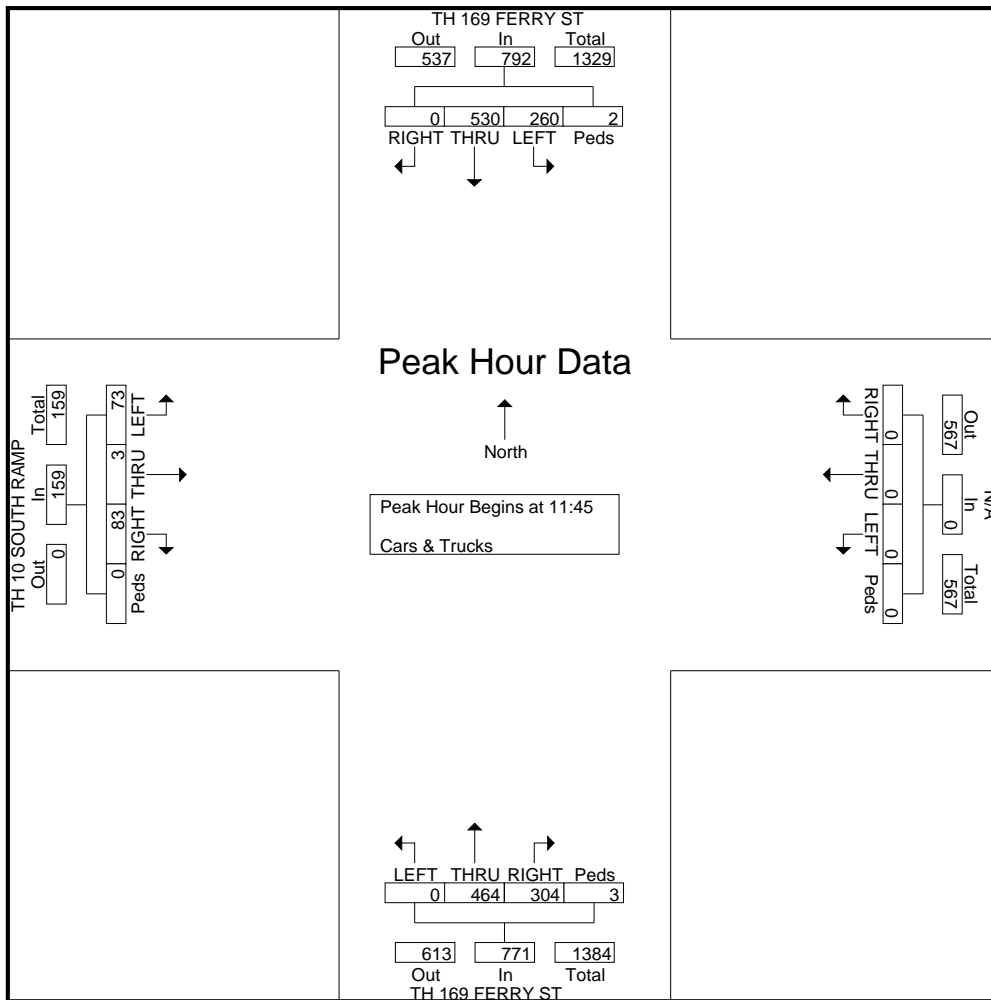 TH 169 FERRY ST
Out In Total
537 792 1329
0 530 260 2
RIGHT THRU LEFT Peds
Peak Hour Data
North
Peak Hour Begins at 11:45
Cars & Trucks
TH 10 SOUTH RAMP
Out In Total
0 159 159
73 3 83 0
LEFT THRU RIGHT Peds
N/A
Out In Total
567 0 567
0 0 0 0
RIGHT THRU LEFT Peds
LEFT THRU RIGHT Peds
0 464 304 3
613 771 1384
Out In Total
TH 169 FERRY ST